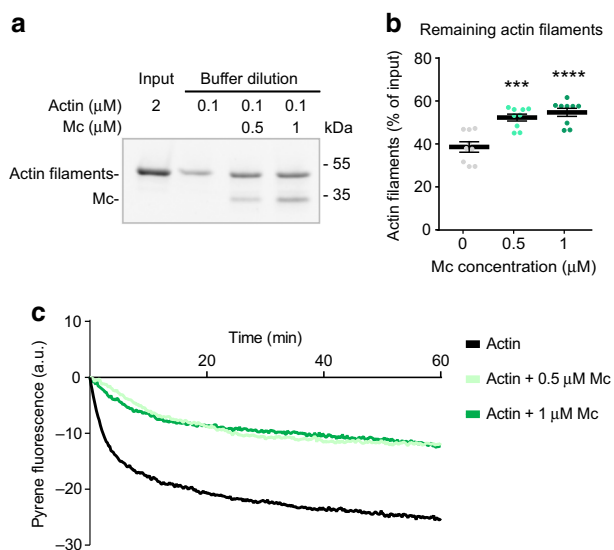 a
Input Buffer dilution
Actin (μM) 2 0.1 0.1 0.1
Mc (μM) 0.5 1 kDa
Actin filaments- - 55
Mc- - 35
b
Remaining actin filaments
Actin filaments (% of input)
80
60
40
20
0
*** ****
0 0.5 1
Mc concentration (μM)
c
Time (min)
Pyrene fluorescence (a.u.)
10
0
–10
–20
–30
20 40 60
Actin
Actin + 0.5 μM Mc
Actin + 1 μM Mc